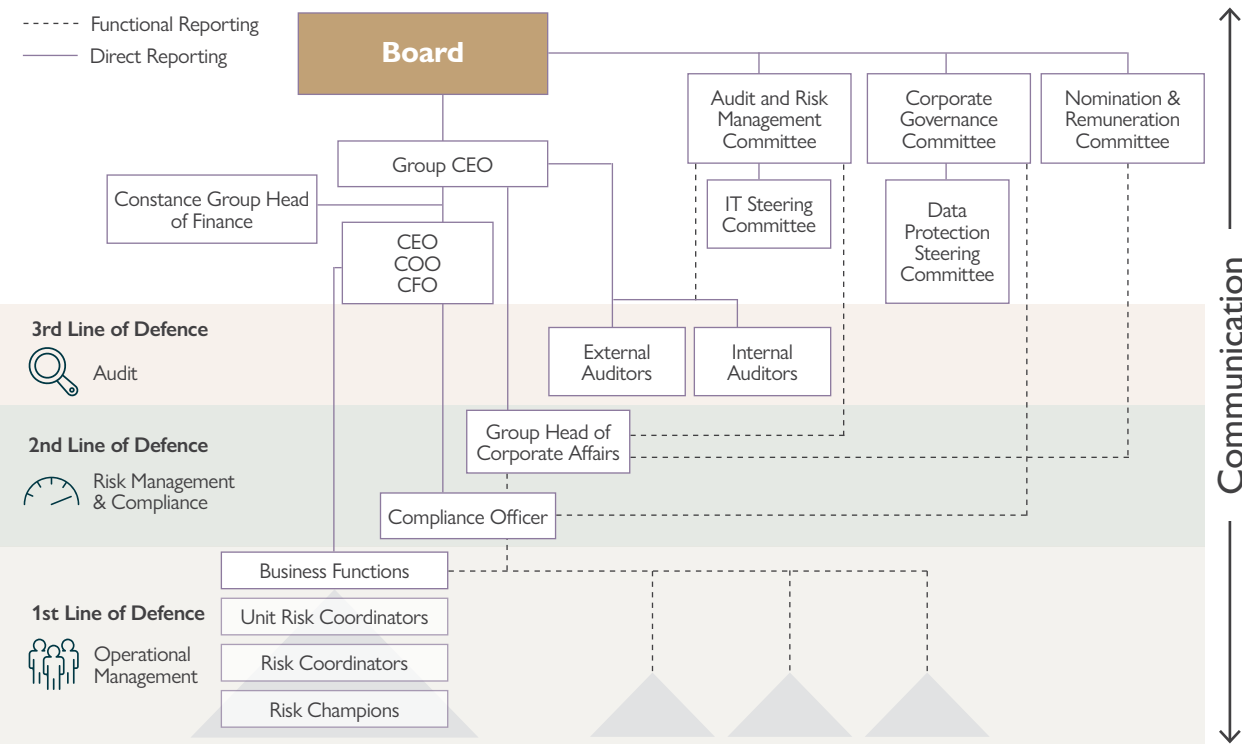 Functional Reporting
Direct Reporting
Board
Audit and Risk
Management
Committee
Corporate
Governance
Committee
Nomination &
Remuneration
Committee
Group CEO
Constance Group Head
of Finance
IT Steering
Committee
Data
Protection
Steering
Committee
CEO
COO
CFO
Communication
3rd Line of Defence
Audit
External
Auditors
Internal
Auditors
2nd Line of Defence
Risk Management
& Compliance
Group Head of
Corporate Affairs
Compliance Officer
Business Functions
1st Line of Defence
Operational
Management
Unit Risk Coordinators
Risk Coordinators
Risk Champions